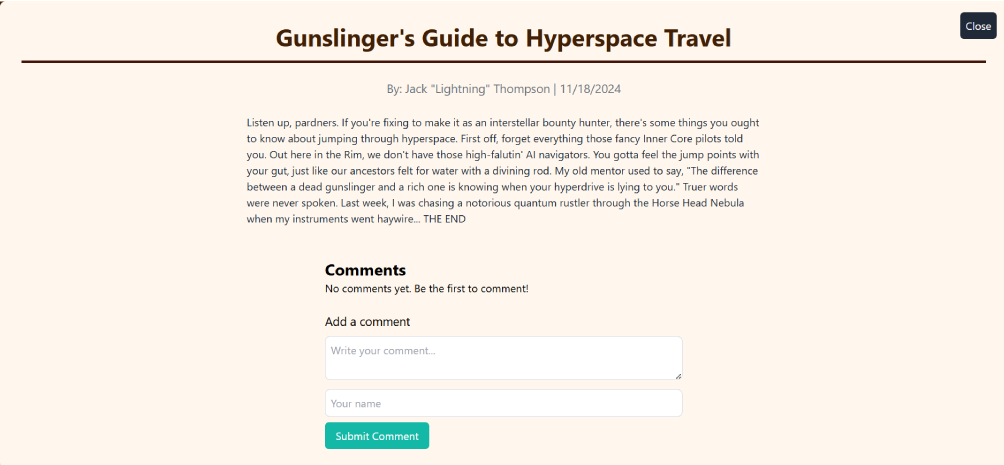 Close
Gunslinger's Guide to Hyperspace Travel
By: Jack "Lightning" Thompson | 11/18/2024
Listen up, pardners. If you're fixing to make it as an interstellar bounty hunter, there's some things you ought
to know about jumping through hyperspace. First off, forget everything those fancy Inner Core pilots told
you. Out here in the Rim, we don't have those high-falutin' AI navigators. You gotta feel the jump points with
your gut, just like our ancestors felt for water with a divining rod. My old mentor used to say, "The difference
between a dead gunslinger and a rich one is knowing when your hyperdrive is lying to you." Truer words
were never spoken. Last week, I was chasing a notorious quantum rustler through the Horse Head Nebula
when my instruments went haywire... THE END
Comments
No comments yet. Be the first to comment!
Add a comment
Write your comment...
Your name
Submit Comment